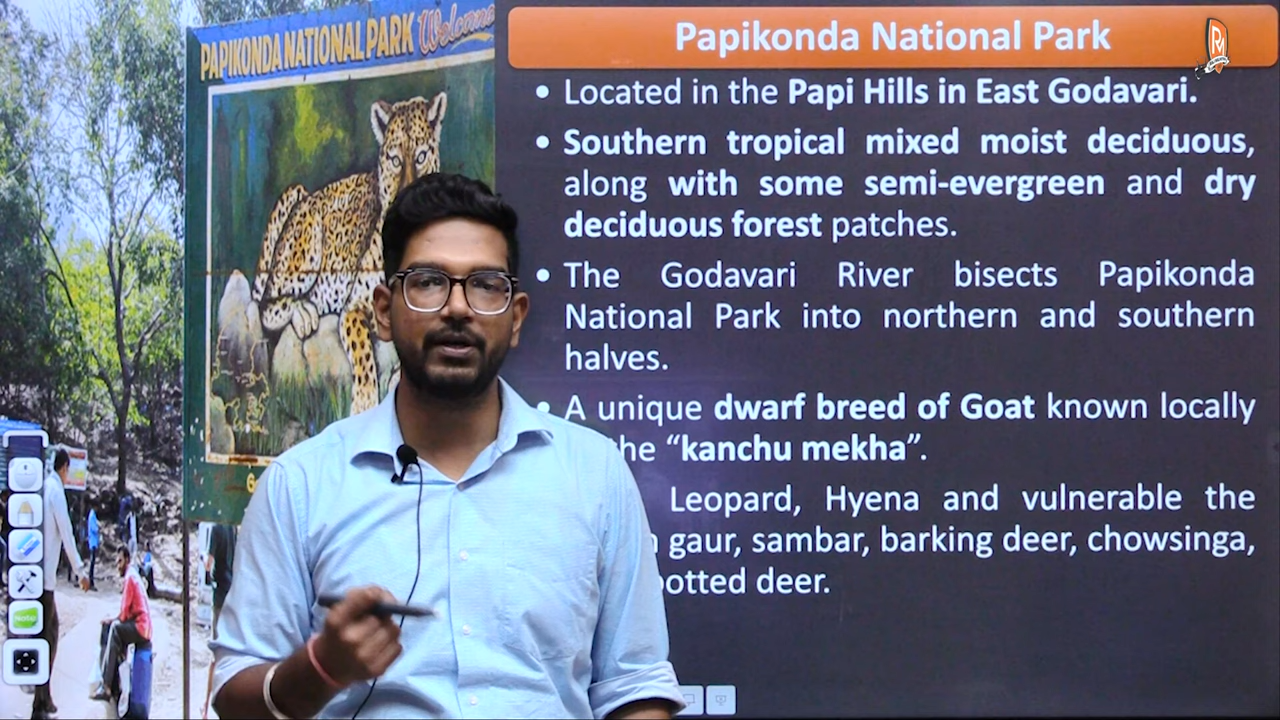 PAPIKONDA NATIONAL PARK Welcome
Papikonda National Park
• Located in the Papi Hills in East Godavari.
• Southern tropical mixed moist deciduous,
along with some semi-evergreen and dry
deciduous forest patches.
• The Godavari River bisects Papikonda
National Park into northern and southern
halves.
• A unique dwarf breed of Goat known locally
he “kanchu mekha”.
Leopard, Hyena and vulnerable the
gaur, sambar, barking deer, chowsinga,
potted deer.